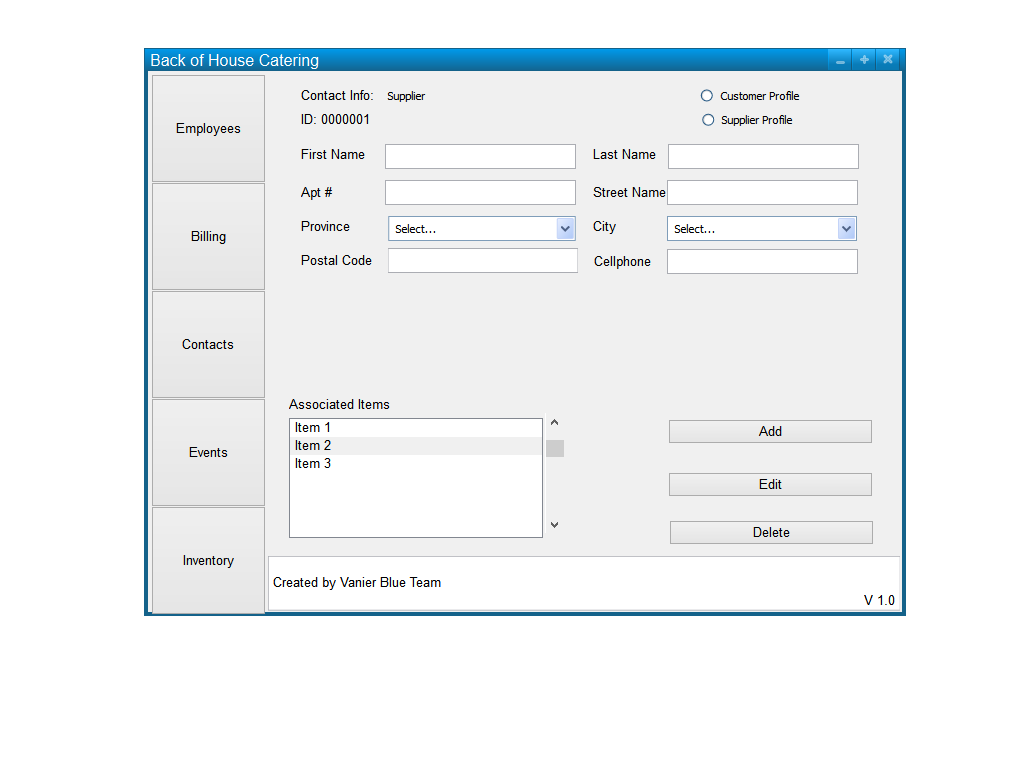 Back of House Catering
Employees
Billing
Contacts
Events
Inventory
Contact Info: Supplier
Customer Profile
ID: 0000001
Supplier Profile
First Name
Last Name
Apt #
Street Name
Province Select...
City Select...
Postal Code
Cellphone
Associated Items
Item 1
Item 2
Item 3
Add
Edit
Delete
Created by Vanier Blue Team
V 1.0